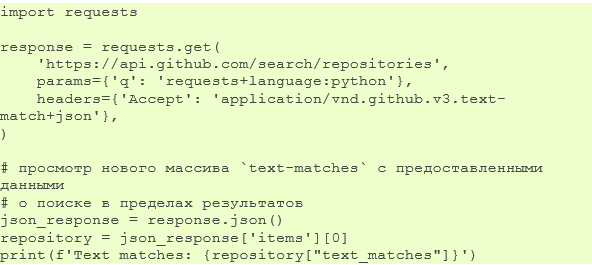 import requests
response = requests.get(
    'https://api.github.com/search/repositories',
    params={'q': 'requests+language:python'},
    headers={'Accept': 'application/vnd.github.v3.text-
match+json'},
)
# просмотр нового массива `text-matches` с предоставленными
данными
# о поиске в пределах результатов
json_response = response.json()
repository = json_response['items'][0]
print(f'Text matches: {repository["text_matches"]}')